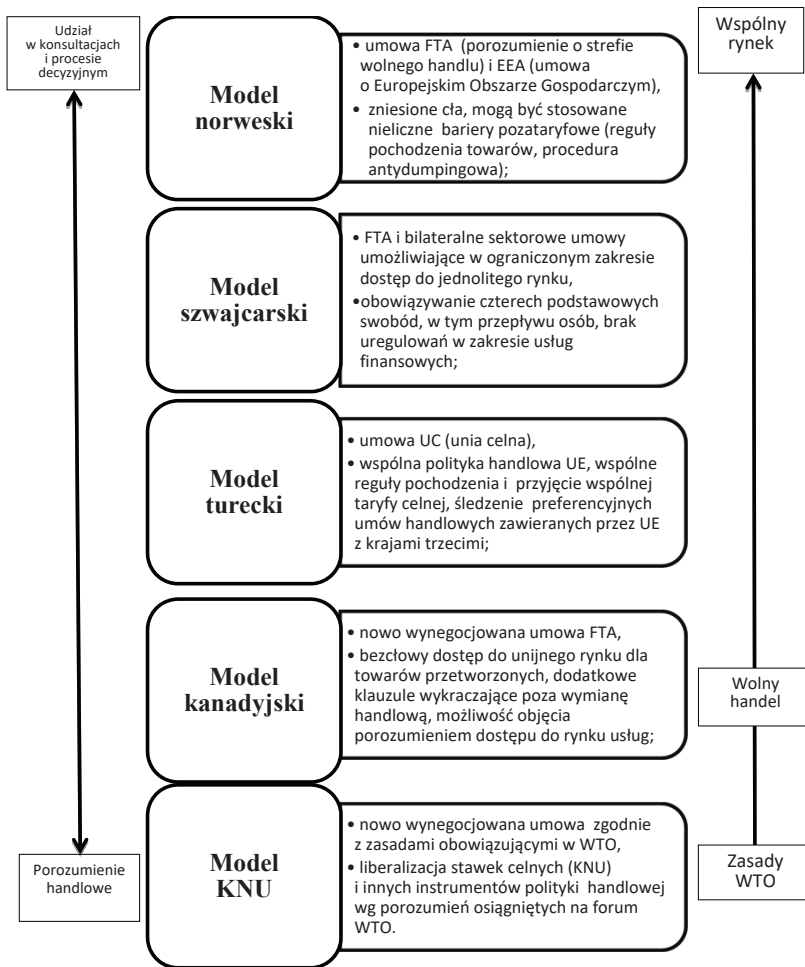 Udział
w konsultacjach
i procesie
decyzyjnym
Wspólny
rynek
Model
norweski
• umowa FTA (porozumienie o strefie
wolnego handlu) i EEA (umowa
o Europejskim Obszarze Gospodarczym),
• zniesione cła, mogą być stosowane
nieliczne bariery pozataryfowe (reguły
pochodzenia towarów, procedura
antydumpingowa);
Model
szwajcarski
• FTA i bilateralne sektorowe umowy
umożliwiające w ograniczonym zakresie
dostęp do jednolitego rynku,
•obowiązywanie czterech podstawowych
swobód, w tym przepływu osób, brak
uregulowań w zakresie usług
finansowych;
Model
turecki
• umowa UC (unia celna),
• wspólna polityka handlowa UE, wspólne
reguły pochodzenia i przyjęcie wspólnej
taryfy celnej, śledzenie preferencyjnych
umów handlowych zawieranych przez UE
z krajami trzecimi;
Model
kanadyjski
• nowo wynegocjowana umowa FTA,
• bezcłowy dostęp do unijnego rynku dla
towarów przetworzonych, dodatkowe
klauzule wykraczające poza wymianę
handlową, możliwość objęcia
porozumieniem dostępu do rynku usług;
Wolny
handel
Model
KNU
• nowo wynegocjowana umowa zgodnie
z zasadami obowiązującymi w WTO,
• liberalizacja stawek celnych (KNU)
i innych instrumentów polityki handlowej
wg porozumień osiągniętych na forum
WTO.
Porozumienie
handlowe
Zasady
WTO